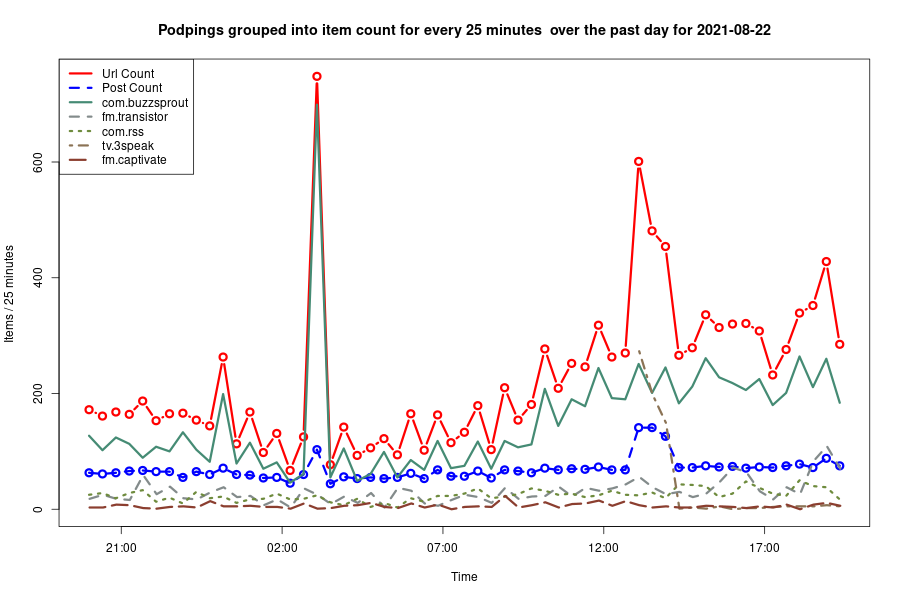 Podpings grouped into item count for every 25 minutes  over the past day for 2021-08-22
Url Count
Post Count
com.buzzsprout
fm.transistor
com.rss
tv.3speak
fm.captivate
Items / 25 minutes
600
400
200
0
21:00
02:00
07:00
12:00
17:00
Time